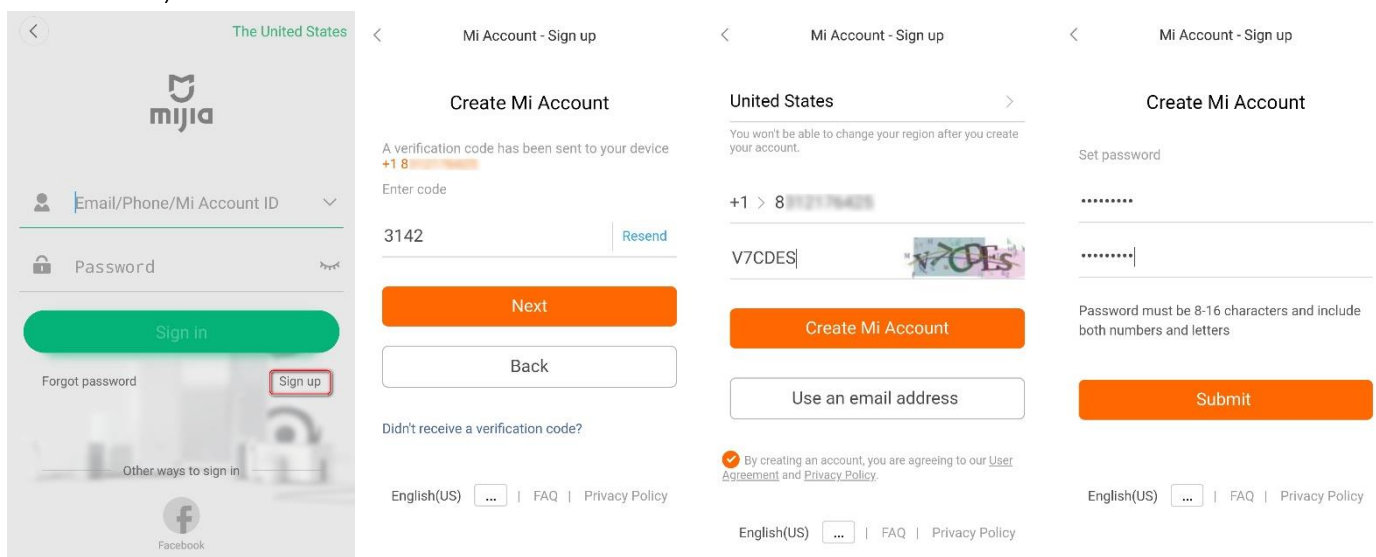 The United States
mijia
Email/Phone/Mi Account ID
Password
Sign in
Forgot password
Sign up
Other ways to sign in
Facebook
Mi Account - Sign up
Create Mi Account
A verification code has been sent to your device
+1 8
Enter code
3142
Resend
Next
Back
Didn't receive a verification code?
English(US) ... | FAQ | Privacy Policy
Mi Account - Sign up
United States
You won't be able to change your region after you create
your account.
+1 > 8
V7CDES
V7CDES
Create Mi Account
Use an email address
By creating an account, you are agreeing to our User
Agreement and Privacy Policy.
English(US) ... | FAQ | Privacy Policy
Mi Account - Sign up
Create Mi Account
Set password
•••••••••
•••••••••
Password must be 8-16 characters and include
both numbers and letters
Submit
English(US) ... | FAQ | Privacy Policy